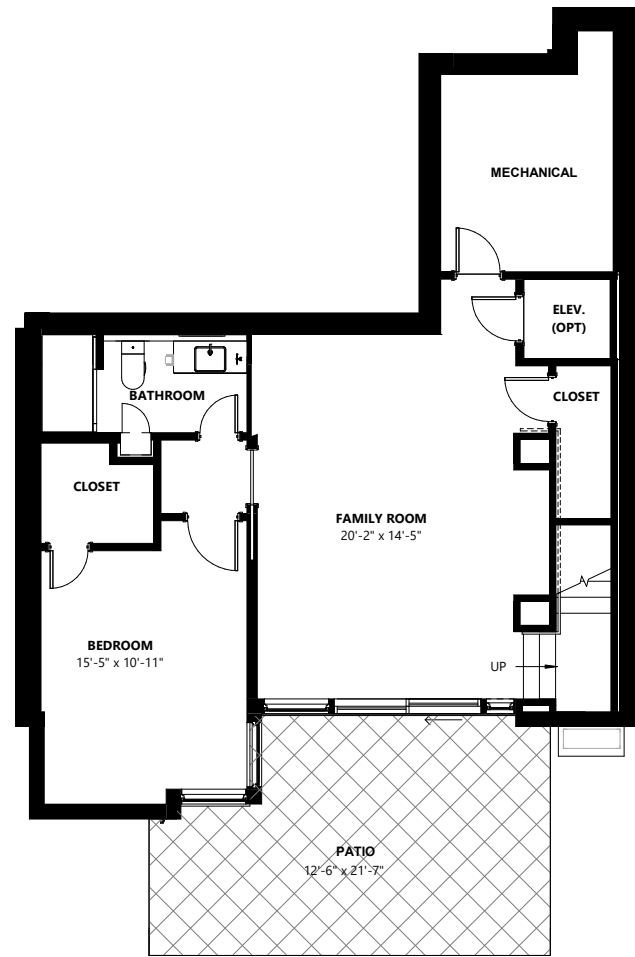 MECHANICAL
ELEV.
(OPT)
BATHROOM
CLOSET
CLOSET
FAMILY ROOM
20'-2" x 14'-5"
BEDROOM
15'-5" x 10'-11"
UP
PATIO
12'-6" x 21'-7"